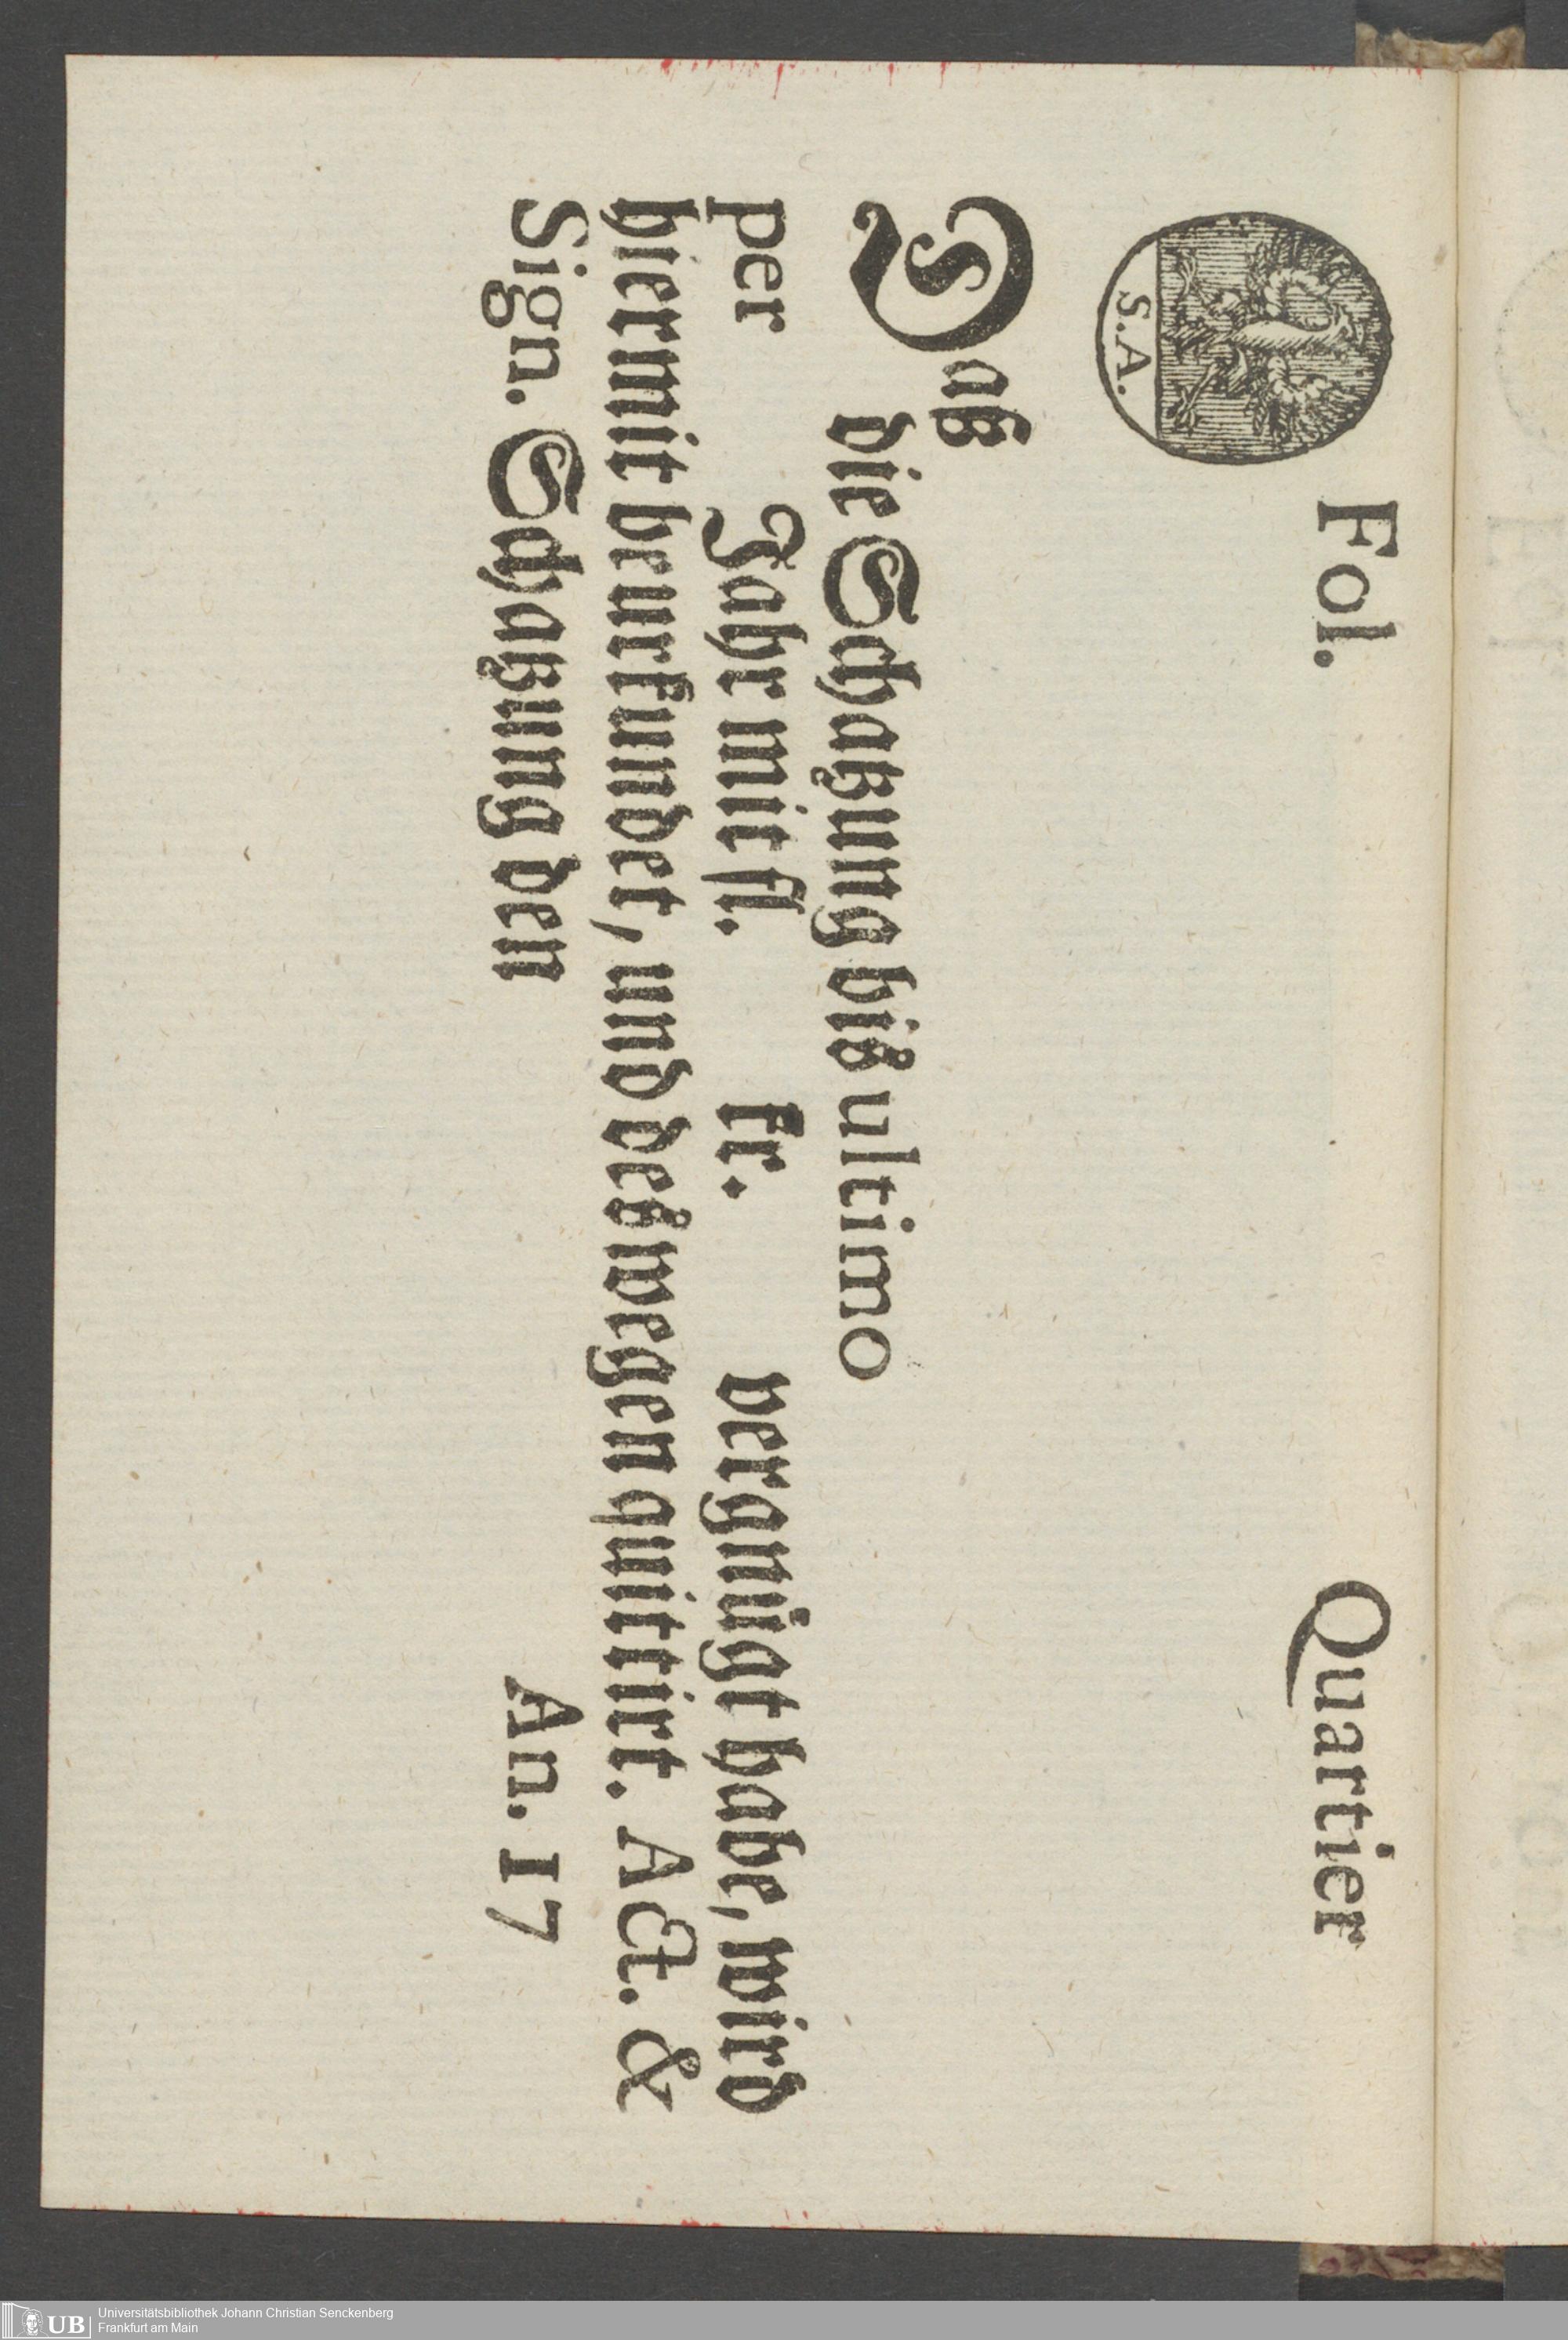 Fol. Quartier
S.A.
Daß
die Schatzung biß ultimo
per Jahr mit fl. kr. vergnügt habe, wird
hiermit beurkundet, und deßwegen quittirt. Act. &
Sign. Schatzung den An. 17
UB
Universitätsbibliothek Johann Christian Senckenberg
Frankfurt am Main